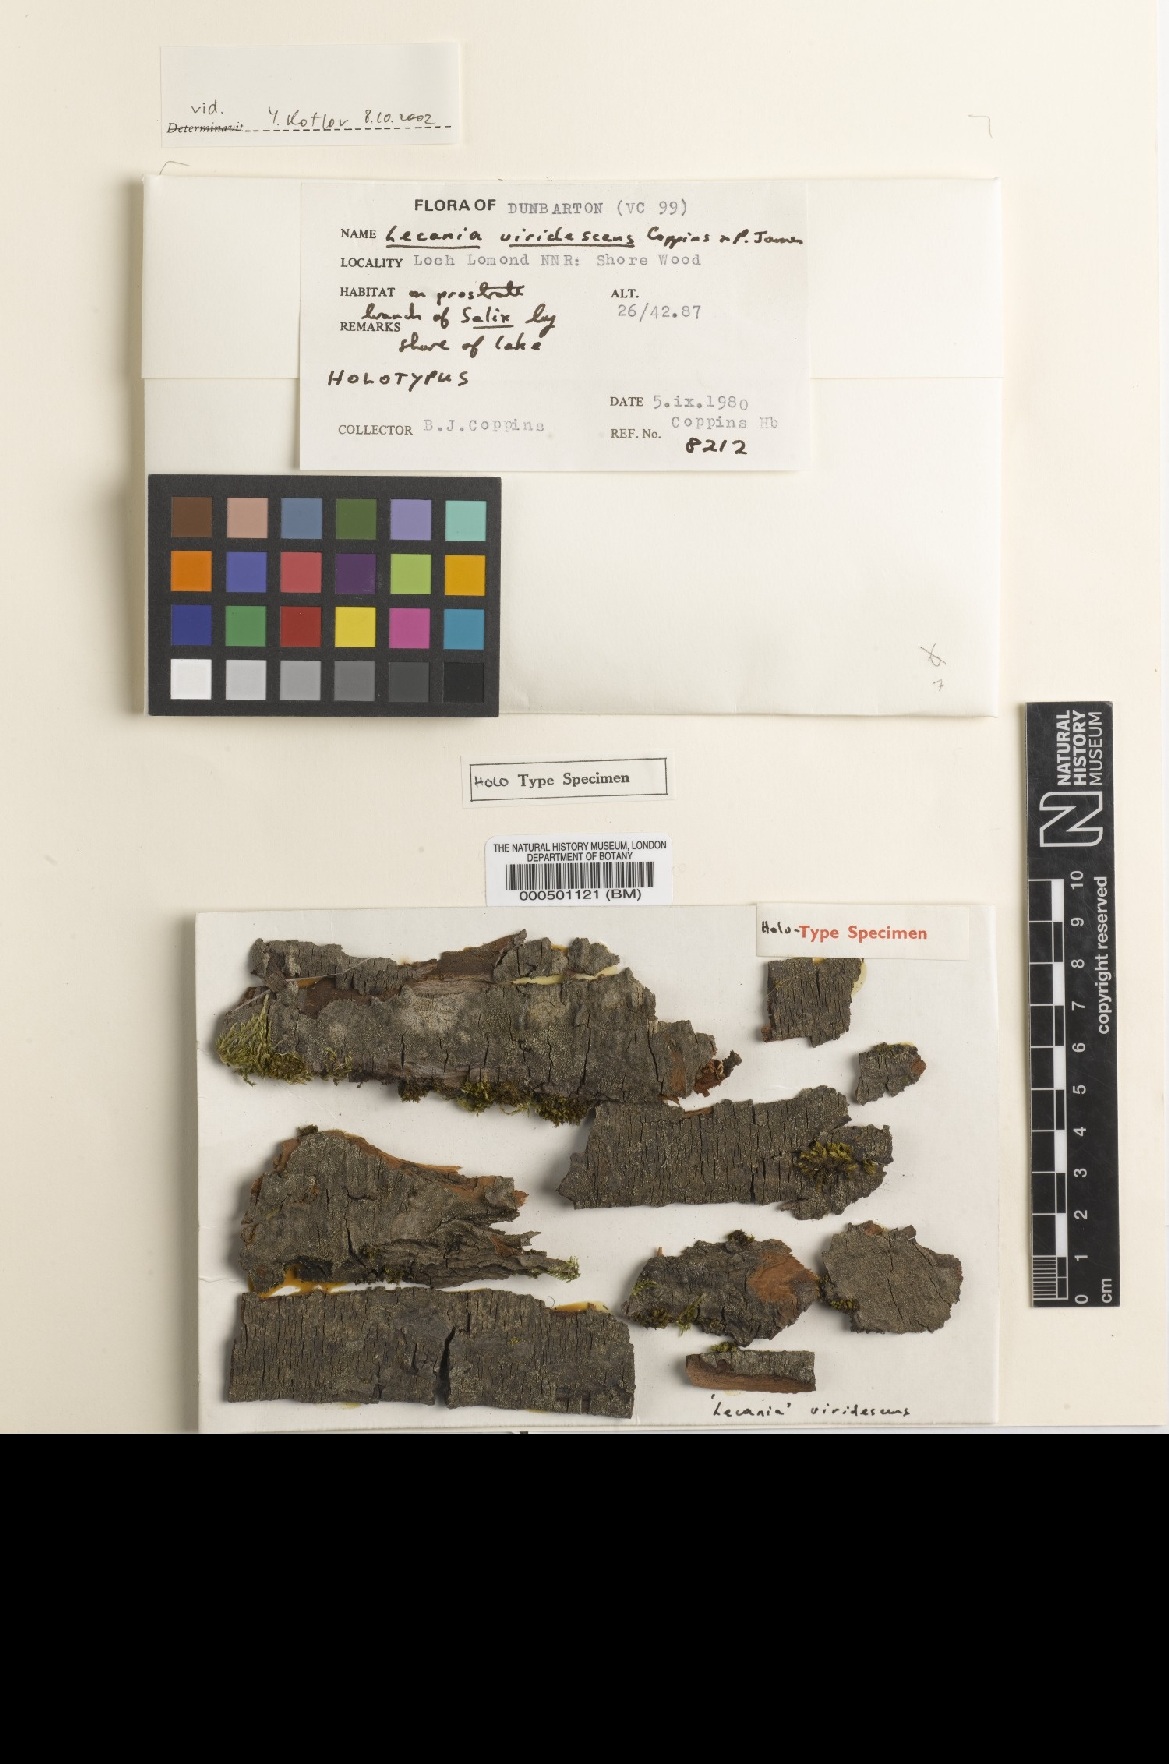 vid.
Determinavit Y. Kotlov 8.10.2002
FLORA OF DUNBARTON (VC 99)
NAME Lecania viridescens Coppins & P. James
LOCALITY Loch Lomond NNR: Shore Wood
HABITAT on prostrate
ALT.
branch of Salix by
26/42.87
REMARKS
shore of lake
HOLOTYPUS
DATE 5.ix.1980
COLLECTOR B.J.Coppins
REF. No. Coppins Hb
8212
HOLO Type Specimen
THE NATURAL HISTORY MUSEUM, LONDON
DEPARTMENT OF BOTANY
000501121 (BM)
Holo-Type Specimen
'Lecania' viridescens
NATURAL
HISTORY
MUSEUM
0 1 2 3 4 5 6 7 8 9 10
cm
copyright reserved